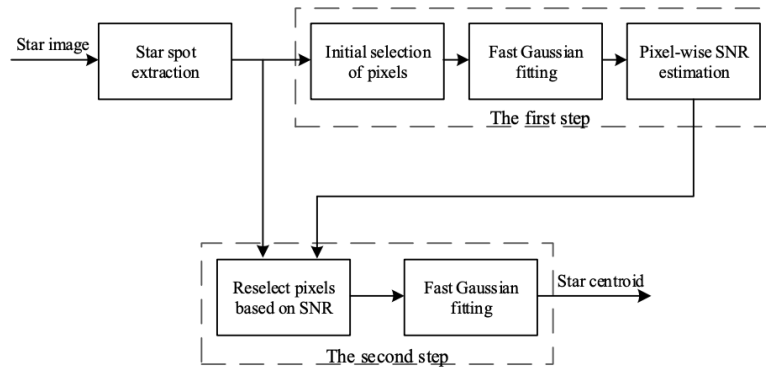 Star image
Star spot
extraction
Initial selection
of pixels
Fast Gaussian
fitting
Pixel-wise SNR
estimation
The first step
Reselect pixels
based on SNR
Fast Gaussian
fitting
Star centroid
The second step